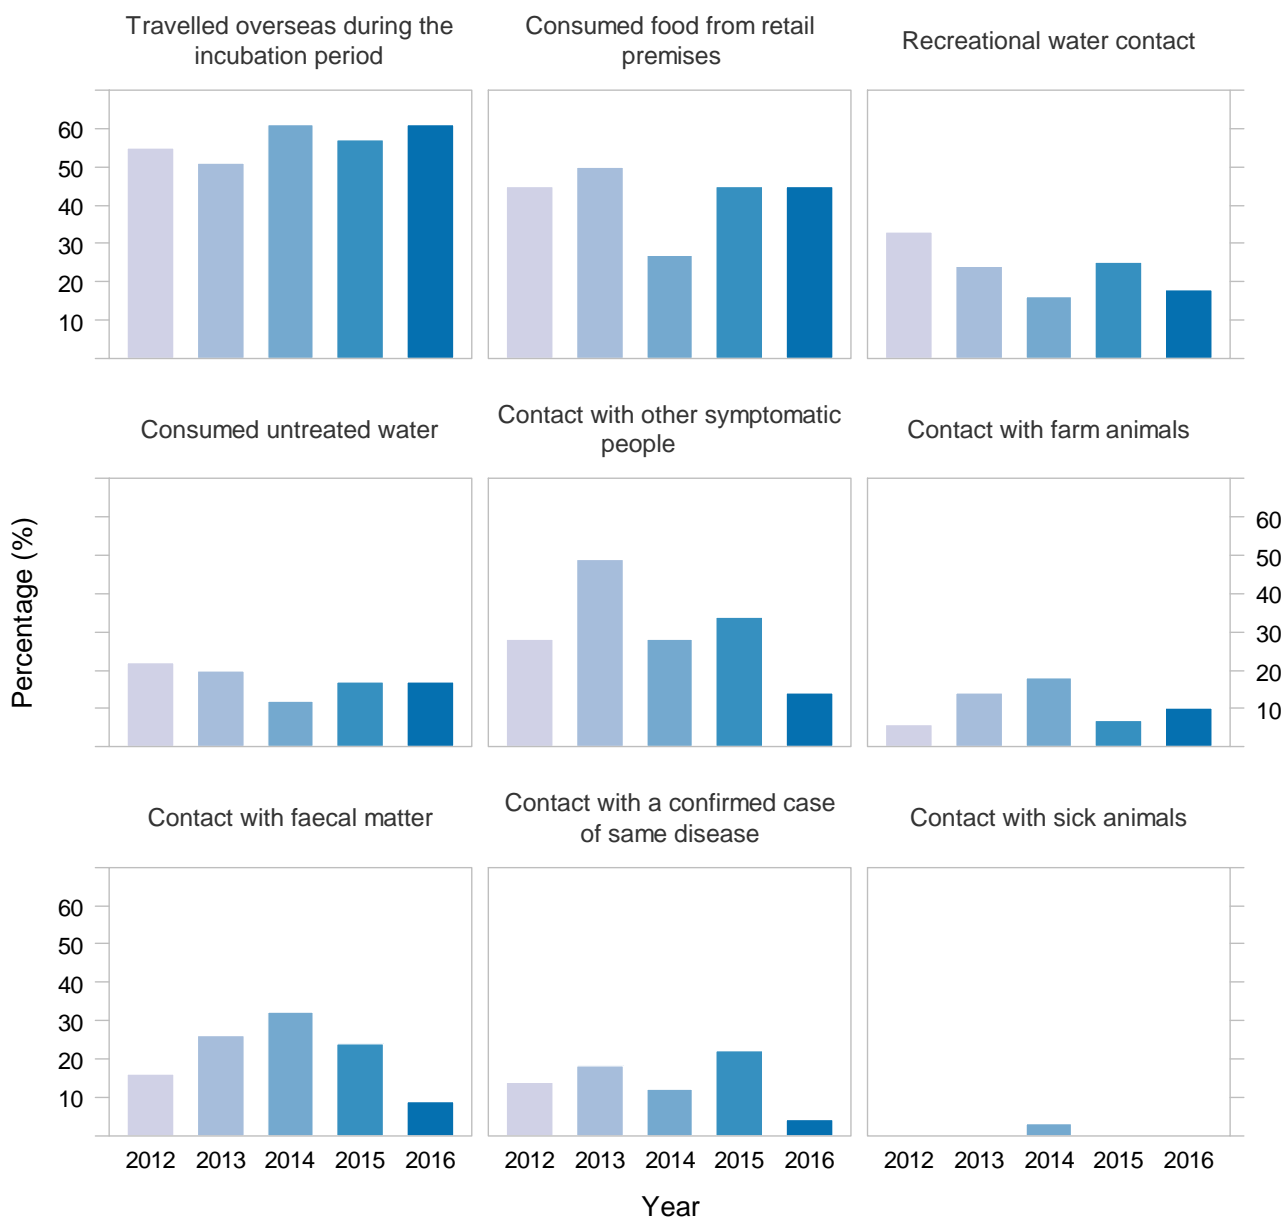 Travelled overseas during the
incubation period
Consumed food from retail
premises
Recreational water contact
60
50
40
30
20
10
Consumed untreated water
Contact with other symptomatic
people
Contact with farm animals
Percentage (%)
60
50
40
30
20
10
Contact with faecal matter
Contact with a confirmed case
of same disease
Contact with sick animals
60
50
40
30
20
10
2012 2013 2014 2015 2016
2012 2013 2014 2015 2016
2012 2013 2014 2015 2016
Year